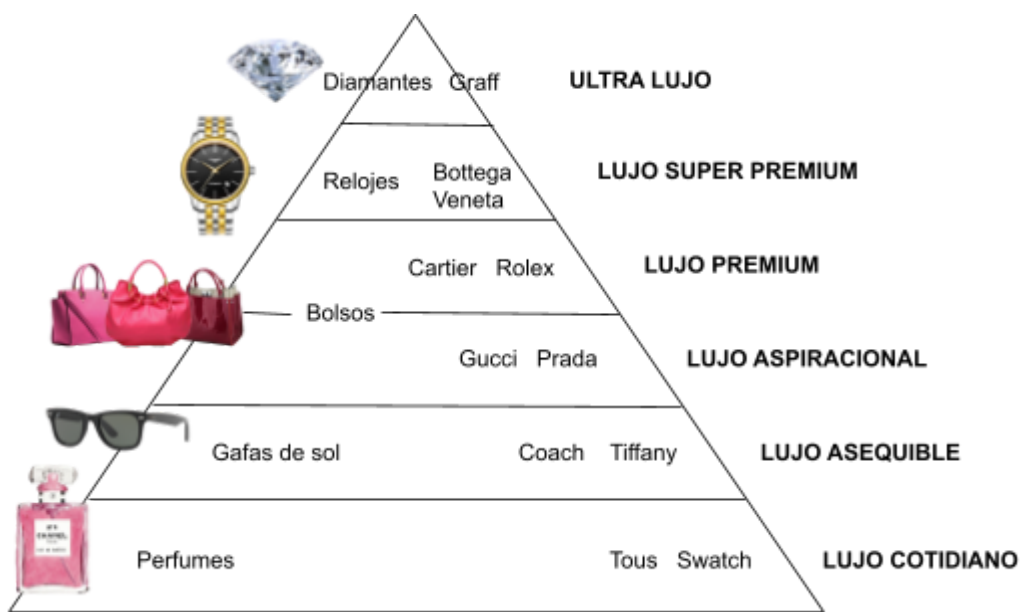 Diamantes Graff ULTRA LUJO
Relojes Bottega Veneta LUJO SUPER PREMIUM
Cartier Rolex LUJO PREMIUM
Bolsos
Gucci Prada LUJO ASPIRACIONAL
Gafas de sol Coach Tiffany LUJO ASEQUIBLE
CHANEL
Perfumes Tous Swatch LUJO COTIDIANO